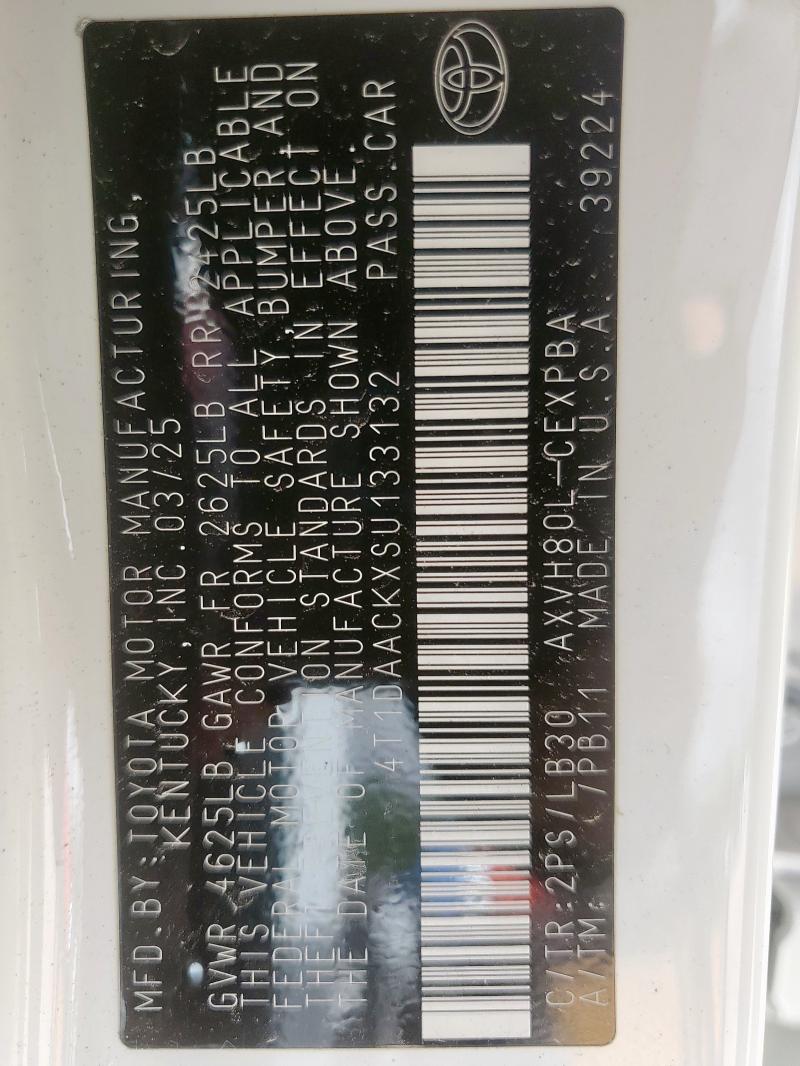 MFD.BY:TOYOTA MOTOR MANUFACTURING,
KENTUCKY, INC. 03/25
GVWR 4625LB GAWR FR 2625LB RR 2425LB
THIS VEHICLE CONFORMS TO ALL APPLICABLE
FEDERAL MOTOR VEHICLE SAFETY, BUMPER, AND
THEFT PREVENTION STANDARDS IN EFFECT ON
THE DATE OF MANUFACTURE SHOWN ABOVE.
4T1DAACKXSU133132 PASS.CAR
C/TR:2PS/LB30 AXVH80L-CEXPBA
A/TM: /PB11 MADE IN U.S.A. 39224